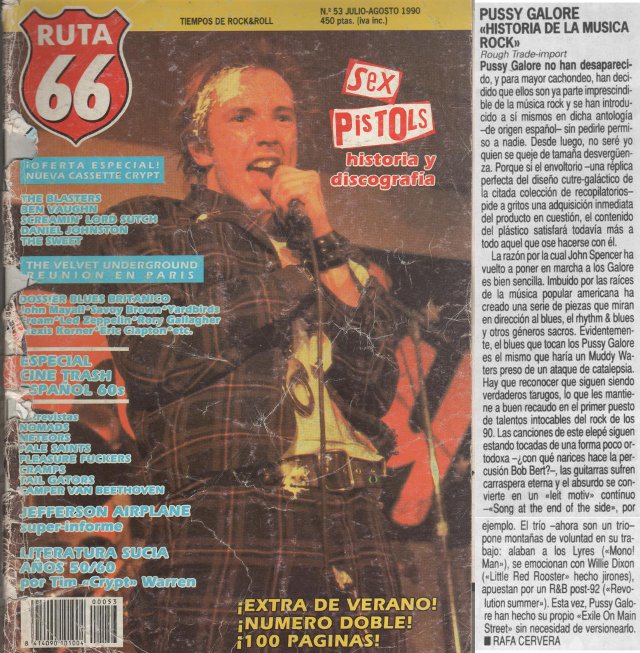 RUTA
66
TIEMPOS DE ROCK&ROLL
N.º 53 JULIO-AGOSTO 1990
450 ptas. (iva inc.)
SEX
PISTOLS
historia y
discografia
¡OFERTA ESPECIAL!
NUEVA CASSETTE CRYPT
THE BLASTERS
BEN VAUGHN
SCREAMIN' LORD SUTCH
DANIEL JOHNSTON
THE SWEET
THE VELVET UNDERGROUND
REUNION EN PARIS
DOSSIER BLUES BRITANICO
John Mayall*Savoy Brown*Yardbirds
Cream*Led Zeppelin*Rory Gallagher
Alexis Korner*Eric Clapton*etc.
ESPECIAL
CINE TRASH
ESPAÑOL 60s
Entrevistas
NOMADS
METEORS
PALE SAINTS
PLEASURE FUCKERS
CRAMPS
TAIL GATORS
CAMPER VAN BEETHOVEN
JEFFERSON AIRPLANE
super-informe
LITERATURA SUCIA
AÑOS 50/60
por Tim «Crypt» Warren
00053
8 414090 101004
¡EXTRA DE VERANO!
¡NUMERO DOBLE!
¡100 PAGINAS!
PUSSY GALORE
«HISTORIA DE LA MUSICA
ROCK»
Rough Trade-import
Pussy Galore no han desapareci-
do, y para mayor cachondeo, han deci-
dido que ellos son ya parte imprescindi-
ble de la música rock y se han introdu-
cido a sí mismos en dicha antología
–de origen español– sin pedirle permi-
so a nadie. Desde luego, no seré yo
quien se queje de tamaña desvergüen-
za. Porque si el envoltorio –una réplica
perfecta del diseño cutre-galáctico de
la citada colección de recopilatorios–
pide a gritos una adquisición inmediata
del producto en cuestión, el contenido
del plástico satisfará todavía más a
todo aquel que ose hacerse con él.
La razón por la cual John Spencer ha
vuelto a poner en marcha a los Galore
es bien sencilla. Imbuido por las raíces
de la música popular americana ha
creado una serie de piezas que miran
en dirección al blues, el rhythm & blues
y otros géneros sacros. Evidentemen-
te, el blues que tocan los Pussy Galore
es el mismo que haría un Muddy Wa-
ters preso de un ataque de catalepsia.
Hay que reconocer que siguen siendo
verdaderos tarugos, lo que les mantie-
ne a buen recaudo en el primer puesto
de talentos intocables del rock de los
90. Las canciones de este elepé siguen
estando tocadas de una forma poco or-
todoxa –¿con qué narices hace la per-
cusión Bob Bert?–, las guitarras sufren
carraspera eterna y el absurdo se con-
vierte en un «leit motiv» continuo
–«Song at the end of the side», por
ejemplo. El trío –ahora son un trio–
pone montañas de voluntad en su tra-
bajo: alaban a los Lyres («Mono!
Man»), se emocionan con Willie Dixon
(«Little Red Rooster» hecho jirones),
apuestan por un R&B post-92 («Revo-
lution summer»). Esta vez, Pussy Galo-
re han hecho su propio «Exile On Main
Street» sin necesidad de versionearlo.
■ RAFA CERVERA